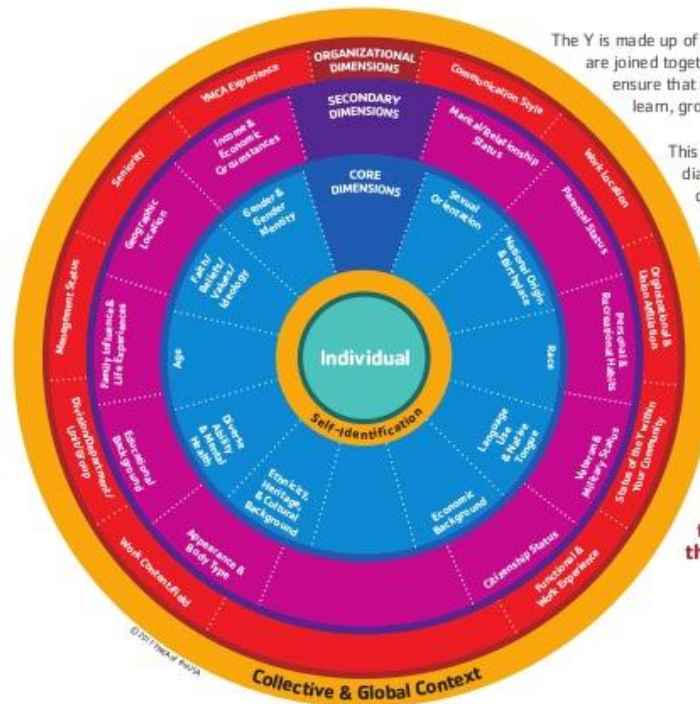 The Y is made up of
are joined toget
ensure that
learn, gro
This
dia
ORGANIZATIONAL
DIMENSIONS
Communication Style
Work Location
Organizational &
Union Affiliation
Status of the Y within
Your Community
Functional &
Work Experience
Work Content/Field
Division/Department/
Unit/Group
Management Status
Seniority
YMCA Experience
SECONDARY
DIMENSIONS
Marital/Relationship
Status
Parental Status
Personal &
Recreational Habits
Veteran &
Military Status
Citizenship Status
Appearance &
Body Type
Educational
Background
Family Influence &
Life Experiences
Geographic
Location
Income &
Economic
Circumstances
CORE
DIMENSIONS
Sexual
Orientation
National Origin
& Birthplace
Race
Language
Use
& Native
Tongue
Economic
Background
Ethnicity,
Heritage,
& Cultural
Background
Diverse
Ability
& Mental
Health
Age
Faith/
Beliefs/
Values/
Ideology
Gender &
Gender
Identity
Individual
Self-Identification
Collective & Global Context
th